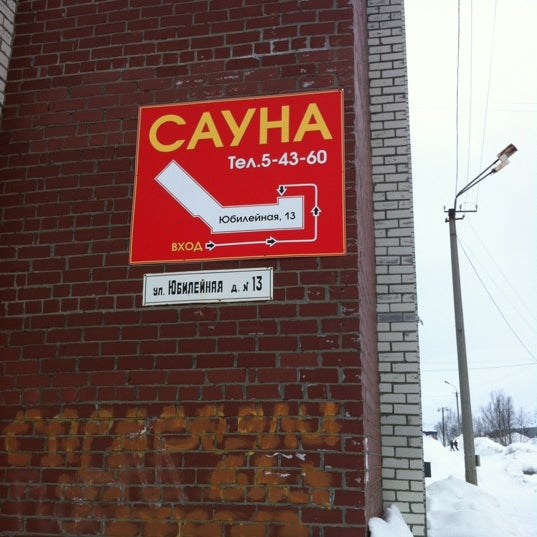 САУНА
Тел.5-43-60
Юбилейная, 13
ВХОД
ул. Юбилейная д. № 13